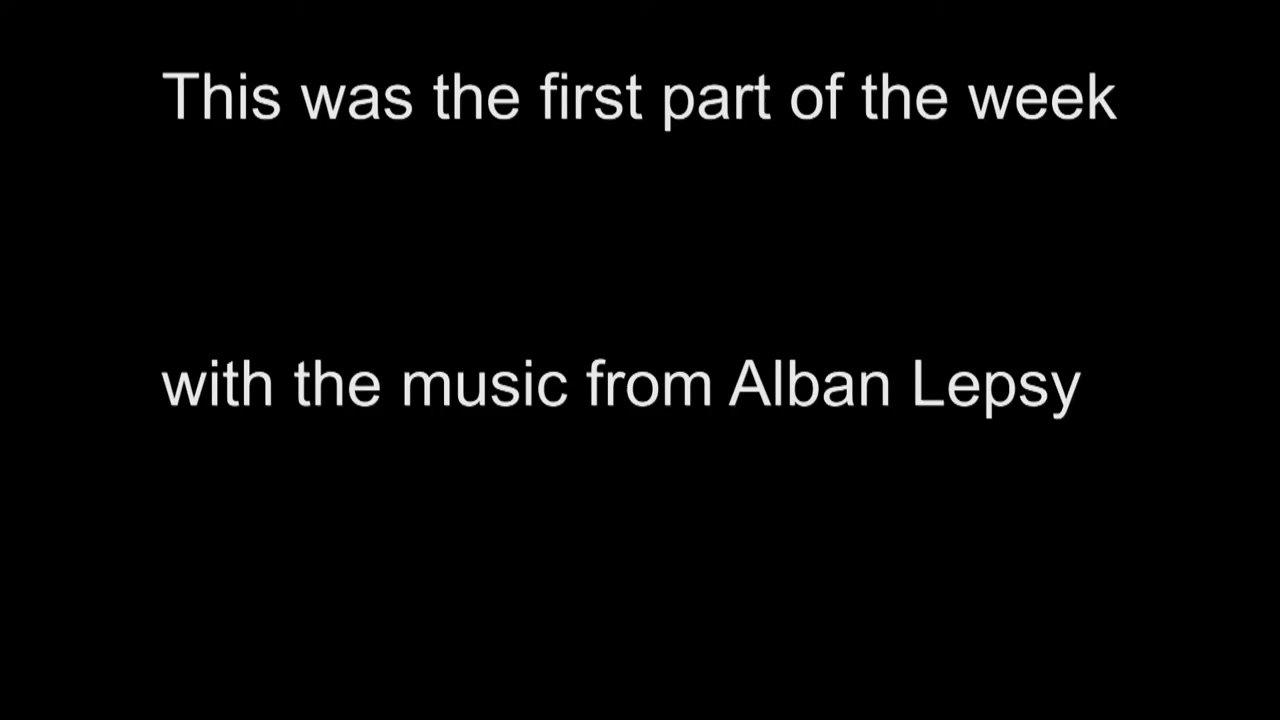 This was the first part of the week
with the music from Alban Lepsy